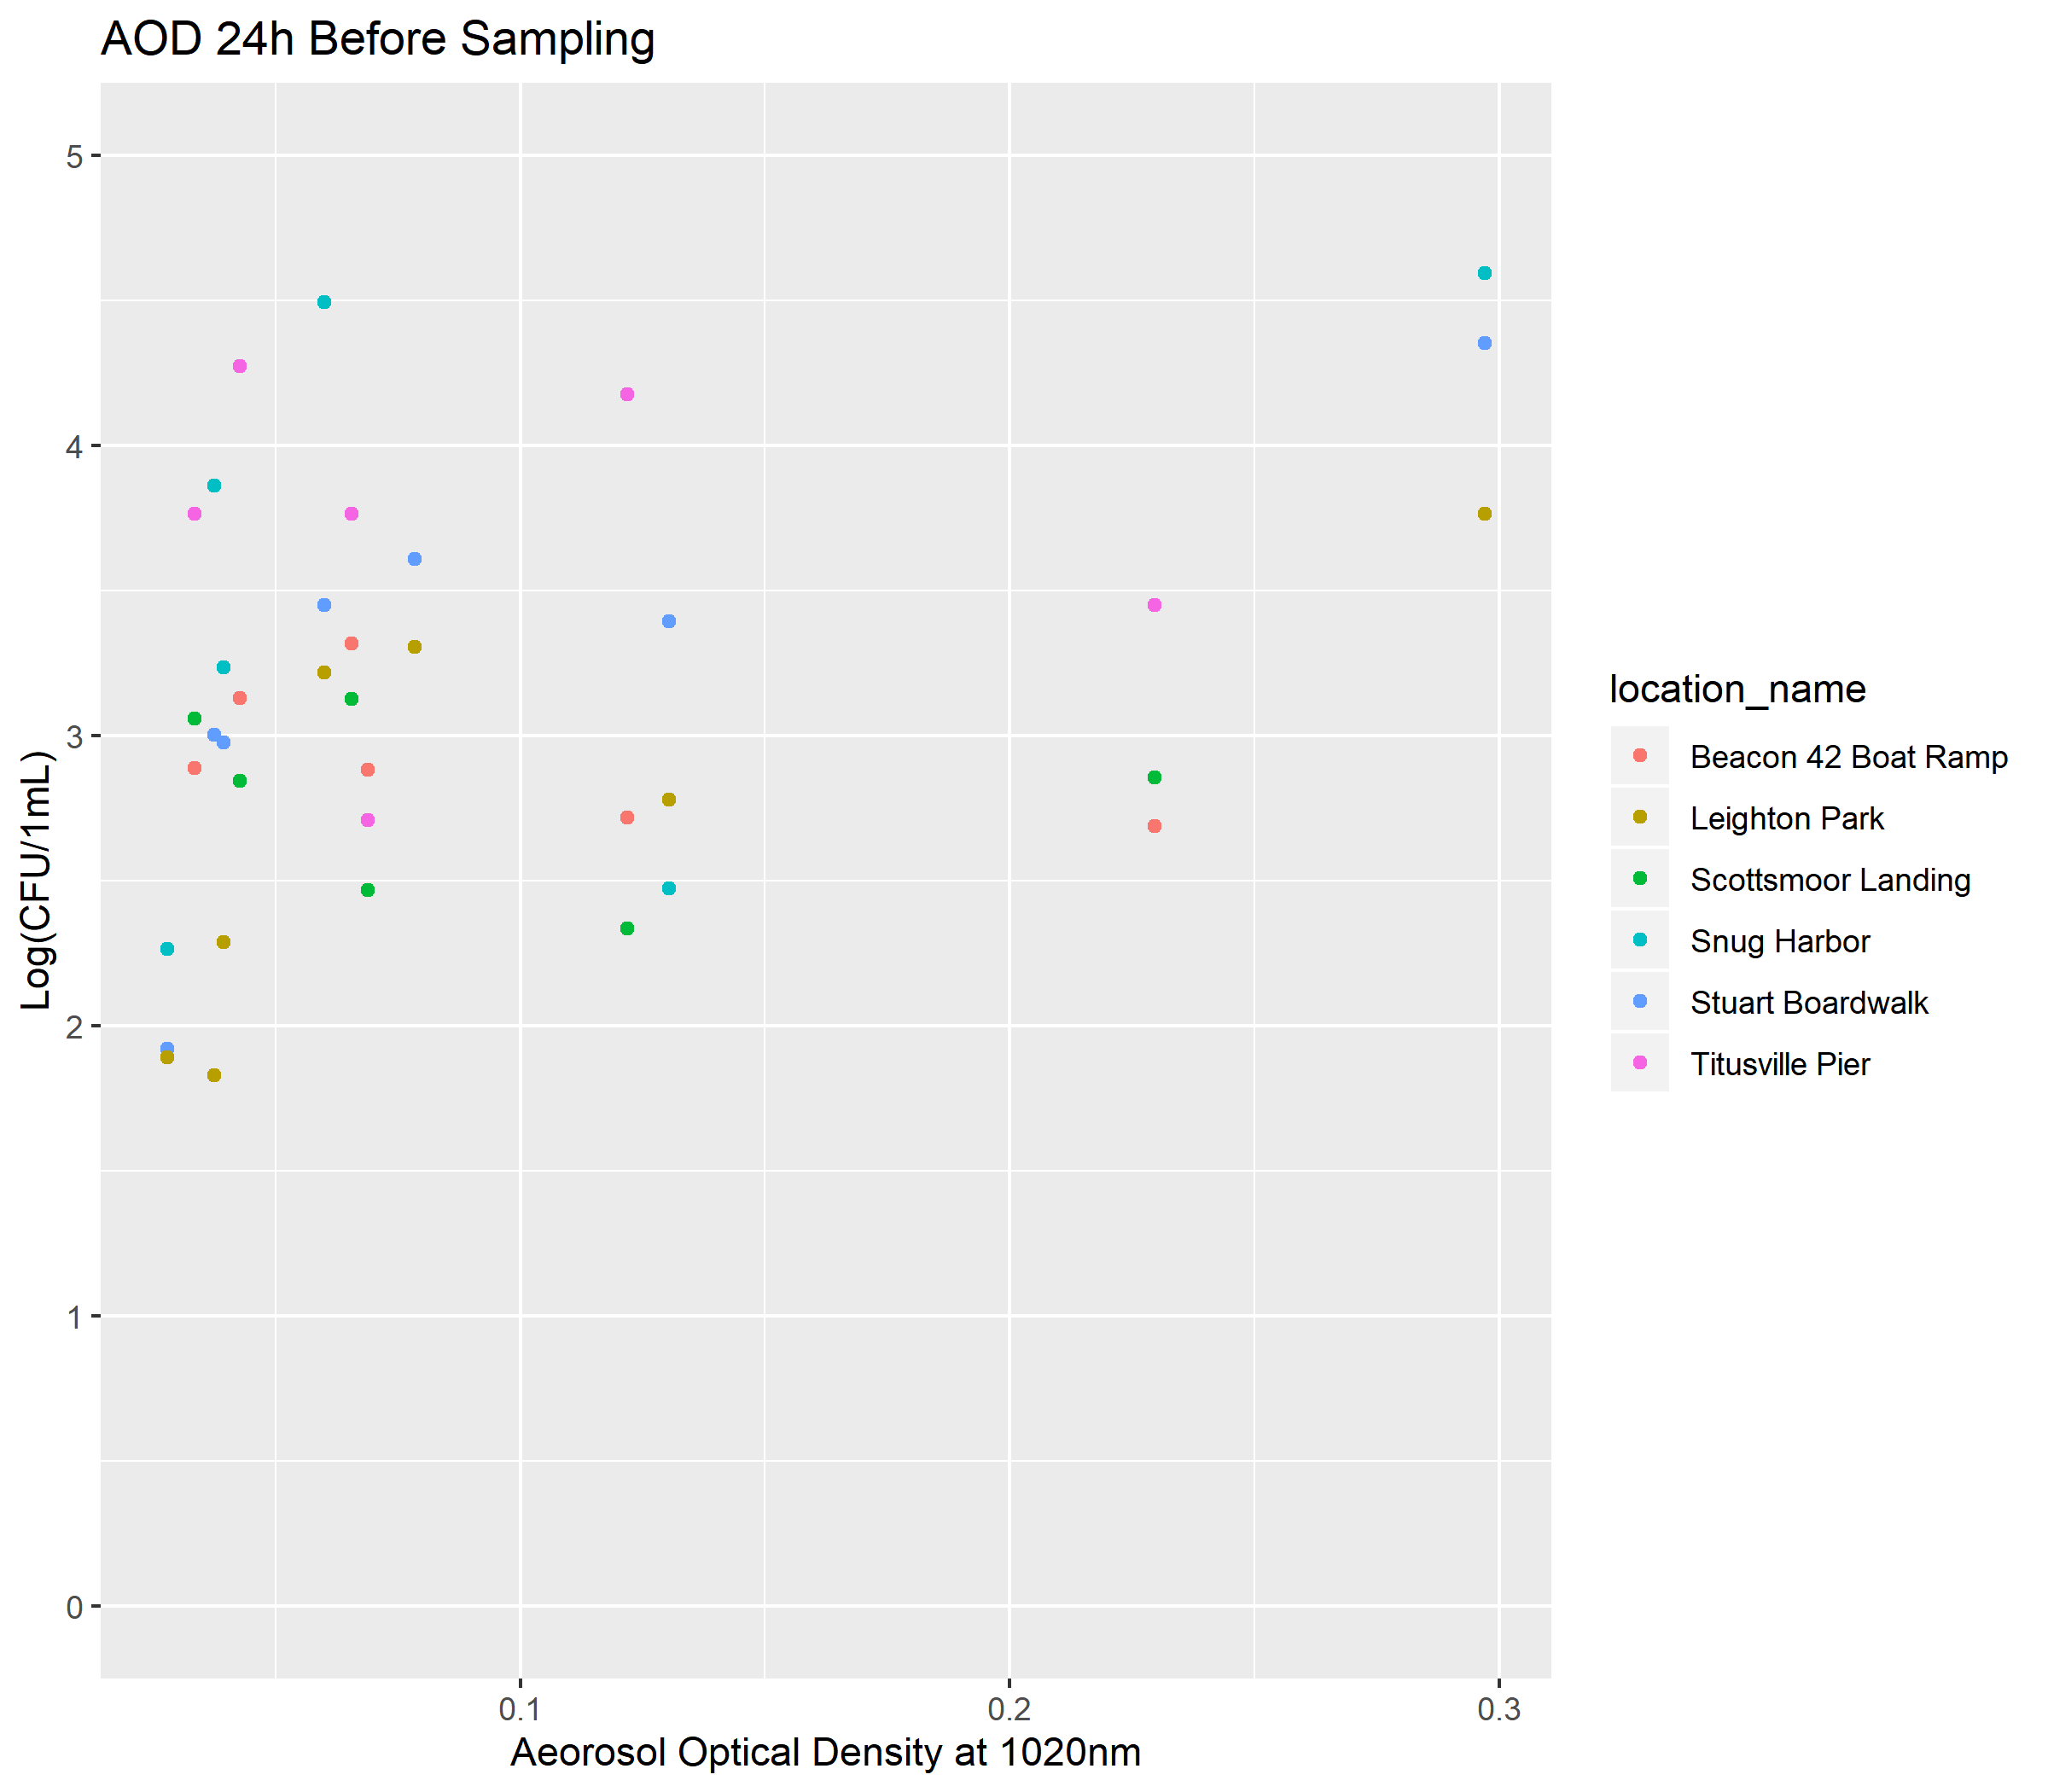 AOD 24h Before Sampling
5
4
3
2
1
0
Log(CFU/1mL)
0.1
0.2
0.3
Aeorosol Optical Density at 1020nm
location_name
Beacon 42 Boat Ramp
Leighton Park
Scottsmoor Landing
Snug Harbor
Stuart Boardwalk
Titusville Pier